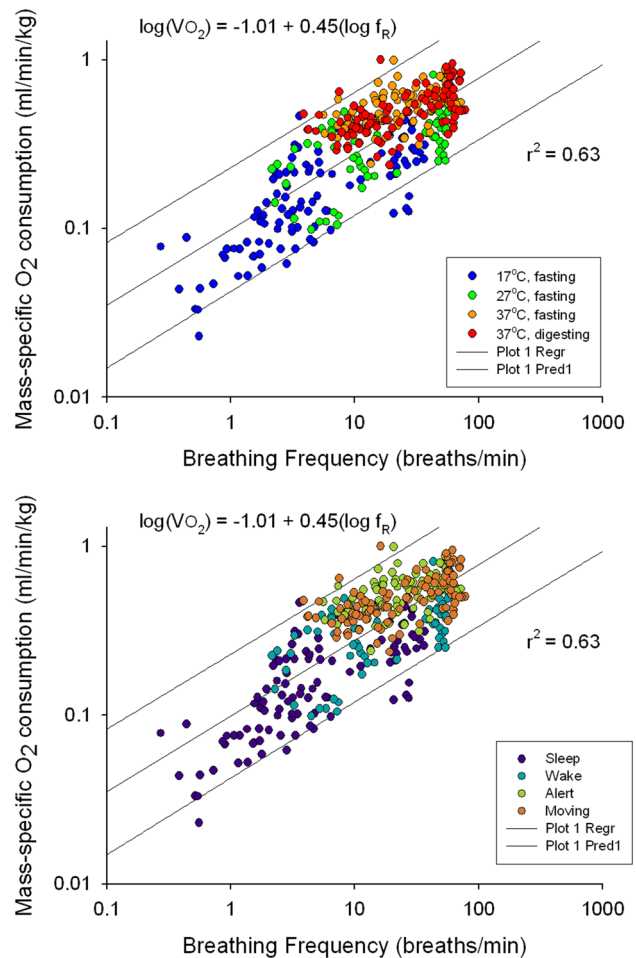 log(VO2) = -1.01 + 0.45(log fR)
Mass-specific O2 consumption (ml/min/kg)
1
0.1
0.01
r2 = 0.63
17oC, fasting
27oC, fasting
37oC, fasting
37oC, digesting
Plot 1 Regr
Plot 1 Pred1
0.1 1 10 100 1000
Breathing Frequency (breaths/min)
log(VO2) = -1.01 + 0.45(log fR)
Mass-specific O2 consumption (ml/min/kg)
1
0.1
0.01
r2 = 0.63
Sleep
Wake
Alert
Moving
Plot 1 Regr
Plot 1 Pred1
0.1 1 10 100 1000
Breathing Frequency (breaths/min)